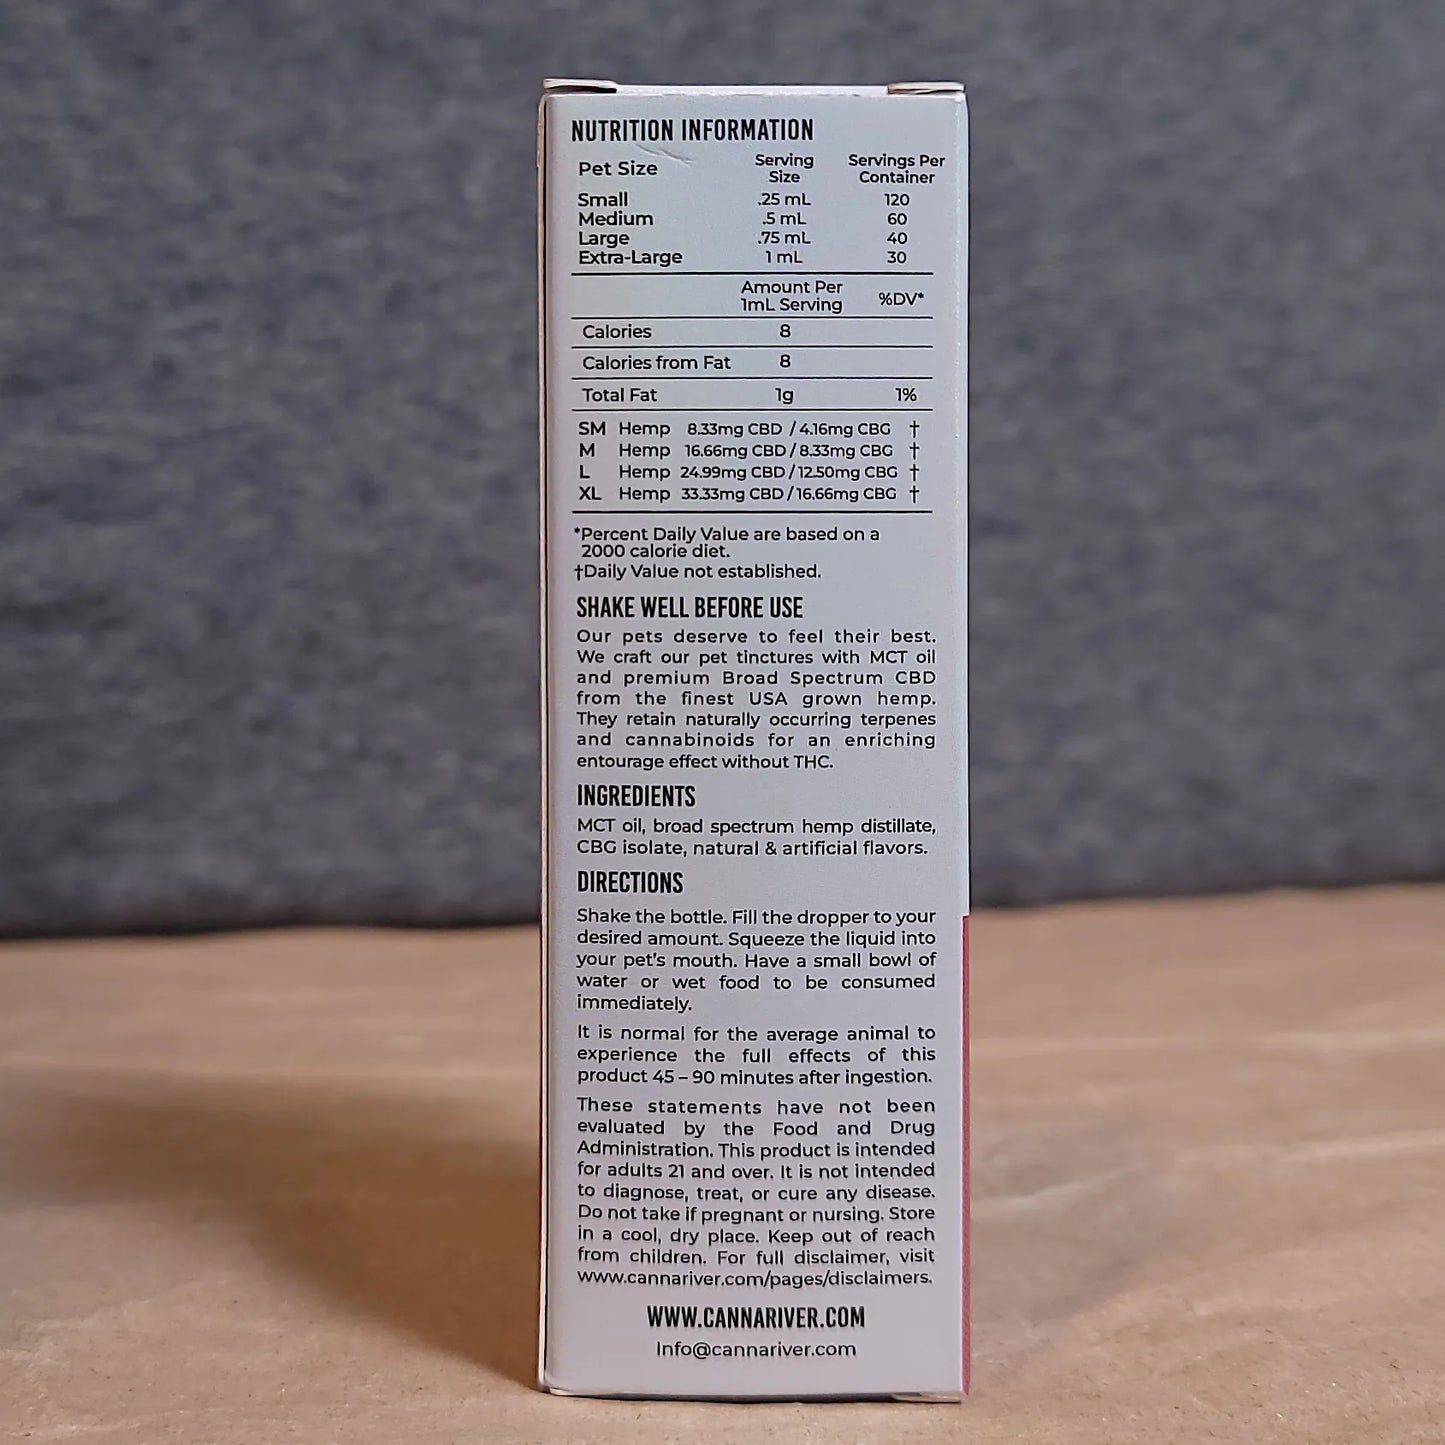 NUTRITION INFORMATION
Pet Size Serving Size Servings Per Container
Small .25 mL 120
Medium .5 mL 60
Large .75 mL 40
Extra-Large 1 mL 30
Amount Per 1mL Serving %DV*
Calories 8
Calories from Fat 8
Total Fat 1g 1%
SM Hemp 8.33mg CBD / 4.16mg CBG †
M Hemp 16.66mg CBD / 8.33mg CBG †
L Hemp 24.99mg CBD / 12.50mg CBG †
XL Hemp 33.33mg CBD / 16.66mg CBG †
*Percent Daily Value are based on a
2000 calorie diet.
†Daily Value not established.
SHAKE WELL BEFORE USE
Our pets deserve to feel their best.
We craft our pet tinctures with MCT oil
and premium Broad Spectrum CBD
from the finest USA grown hemp.
They retain naturally occurring terpenes
and cannabinoids for an enriching
entourage effect without THC.
INGREDIENTS
MCT oil, broad spectrum hemp distillate,
CBG isolate, natural & artificial flavors.
DIRECTIONS
Shake the bottle. Fill the dropper to your
desired amount. Squeeze the liquid into
your pet's mouth. Have a small bowl of
water or wet food to be consumed
immediately.
It is normal for the average animal to
experience the full effects of this
product 45 – 90 minutes after ingestion.
These statements have not been
evaluated by the Food and Drug
Administration. This product is intended
for adults 21 and over. It is not intended
to diagnose, treat, or cure any disease.
Do not take if pregnant or nursing. Store
in a cool, dry place. Keep out of reach
from children. For full disclaimer, visit
www.cannariver.com/pages/disclaimers.
WWW.CANNARIVER.COM
Info@cannariver.com